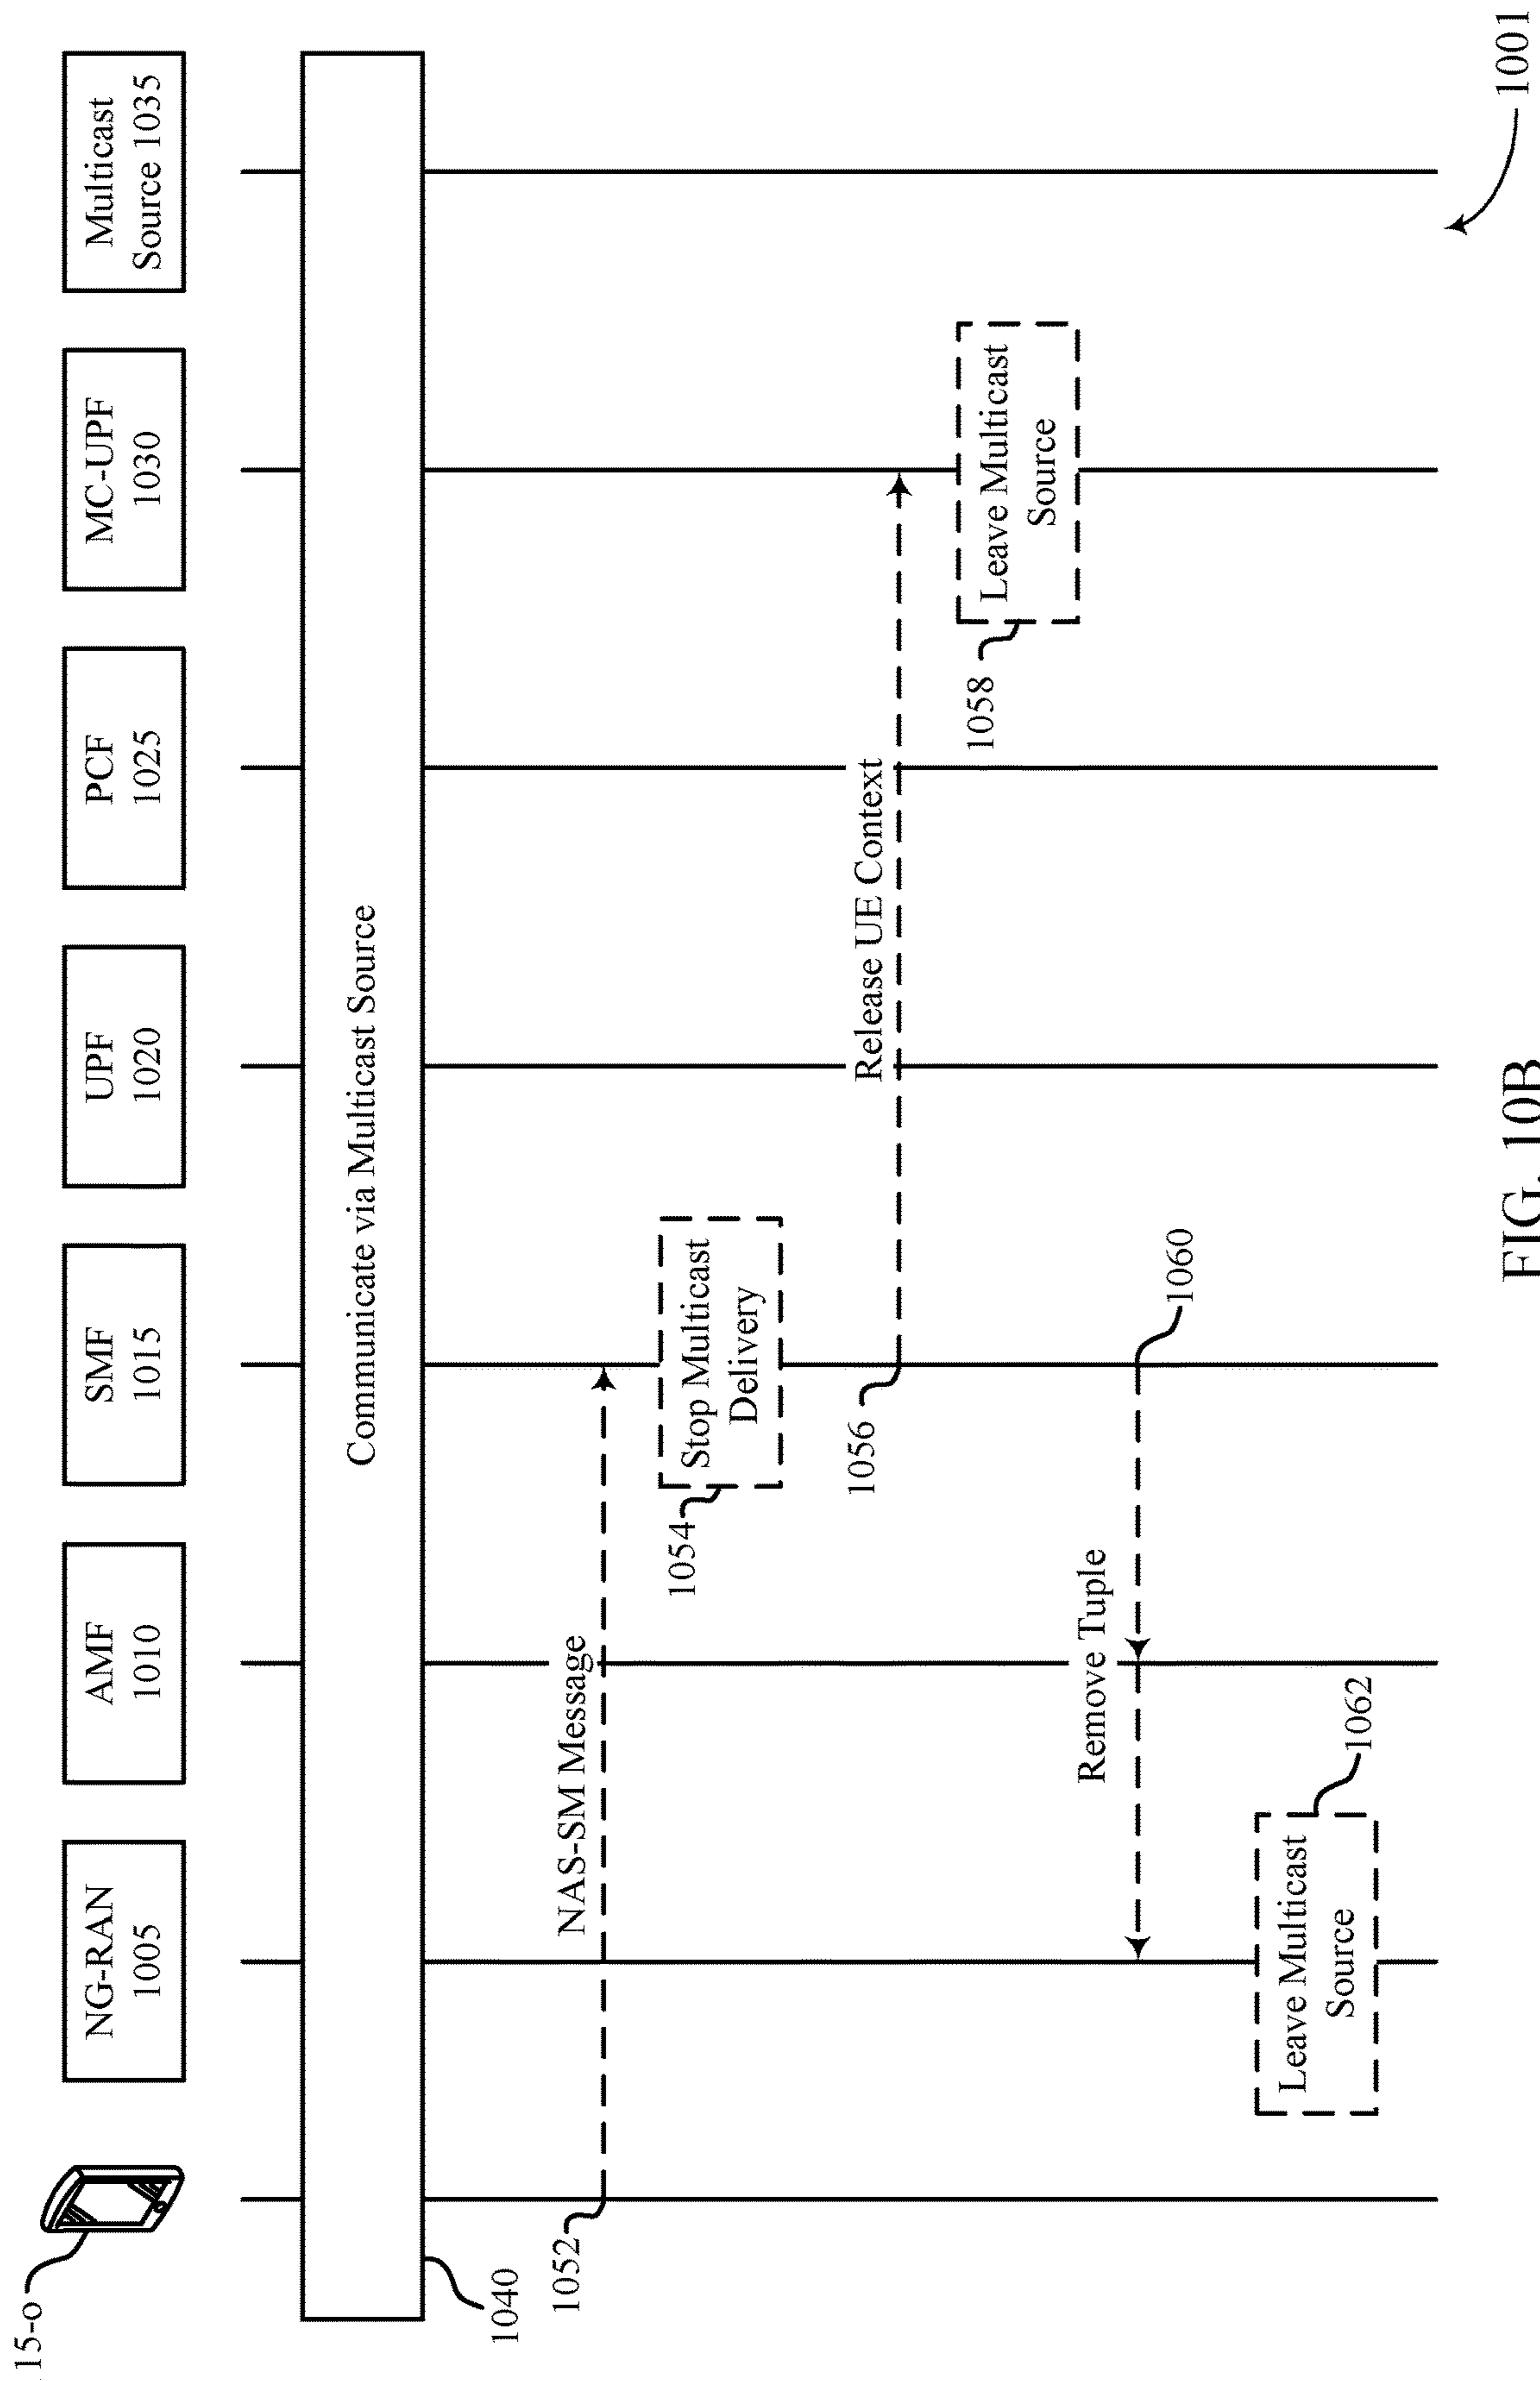 15-o
NG-RAN
1005
AMF
1010
SMF
1015
UPF
1020
PCF
1025
MC-UPF
1030
Multicast
Source 1035
Communicate via Multicast Source
1040
NAS-SM Message
1052
Stop Multicast
Delivery
1054
Release UE Context
1056
Leave Multicast
Source
1058
Remove Tuple
1060
Leave Multicast
Source
1062
1001
FIG. 10B